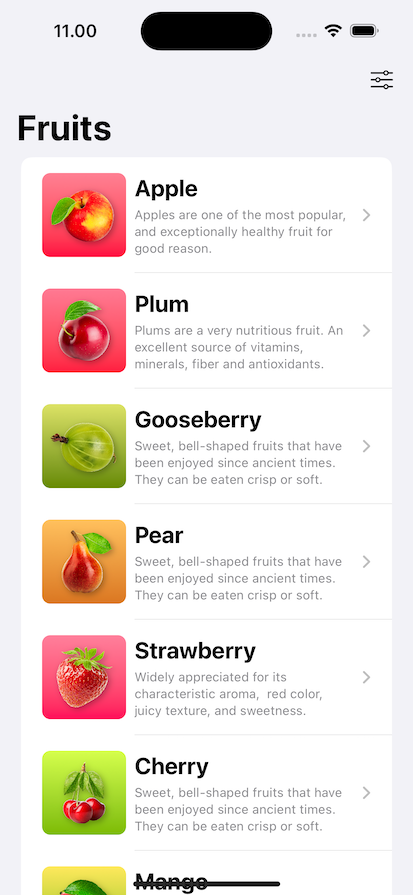 11.00
Fruits
Apple
Apples are one of the most popular,
and exceptionally healthy fruit for
good reason.
Plum
Plums are a very nutritious fruit. An
excellent source of vitamins,
minerals, fiber and antioxidants.
Gooseberry
Sweet, bell-shaped fruits that have
been enjoyed since ancient times.
They can be eaten crisp or soft.
Pear
Sweet, bell-shaped fruits that have
been enjoyed since ancient times.
They can be eaten crisp or soft.
Strawberry
Widely appreciated for its
characteristic aroma,  red color,
juicy texture, and sweetness.
Cherry
Sweet, bell-shaped fruits that have
been enjoyed since ancient times.
They can be eaten crisp or soft.
Mango